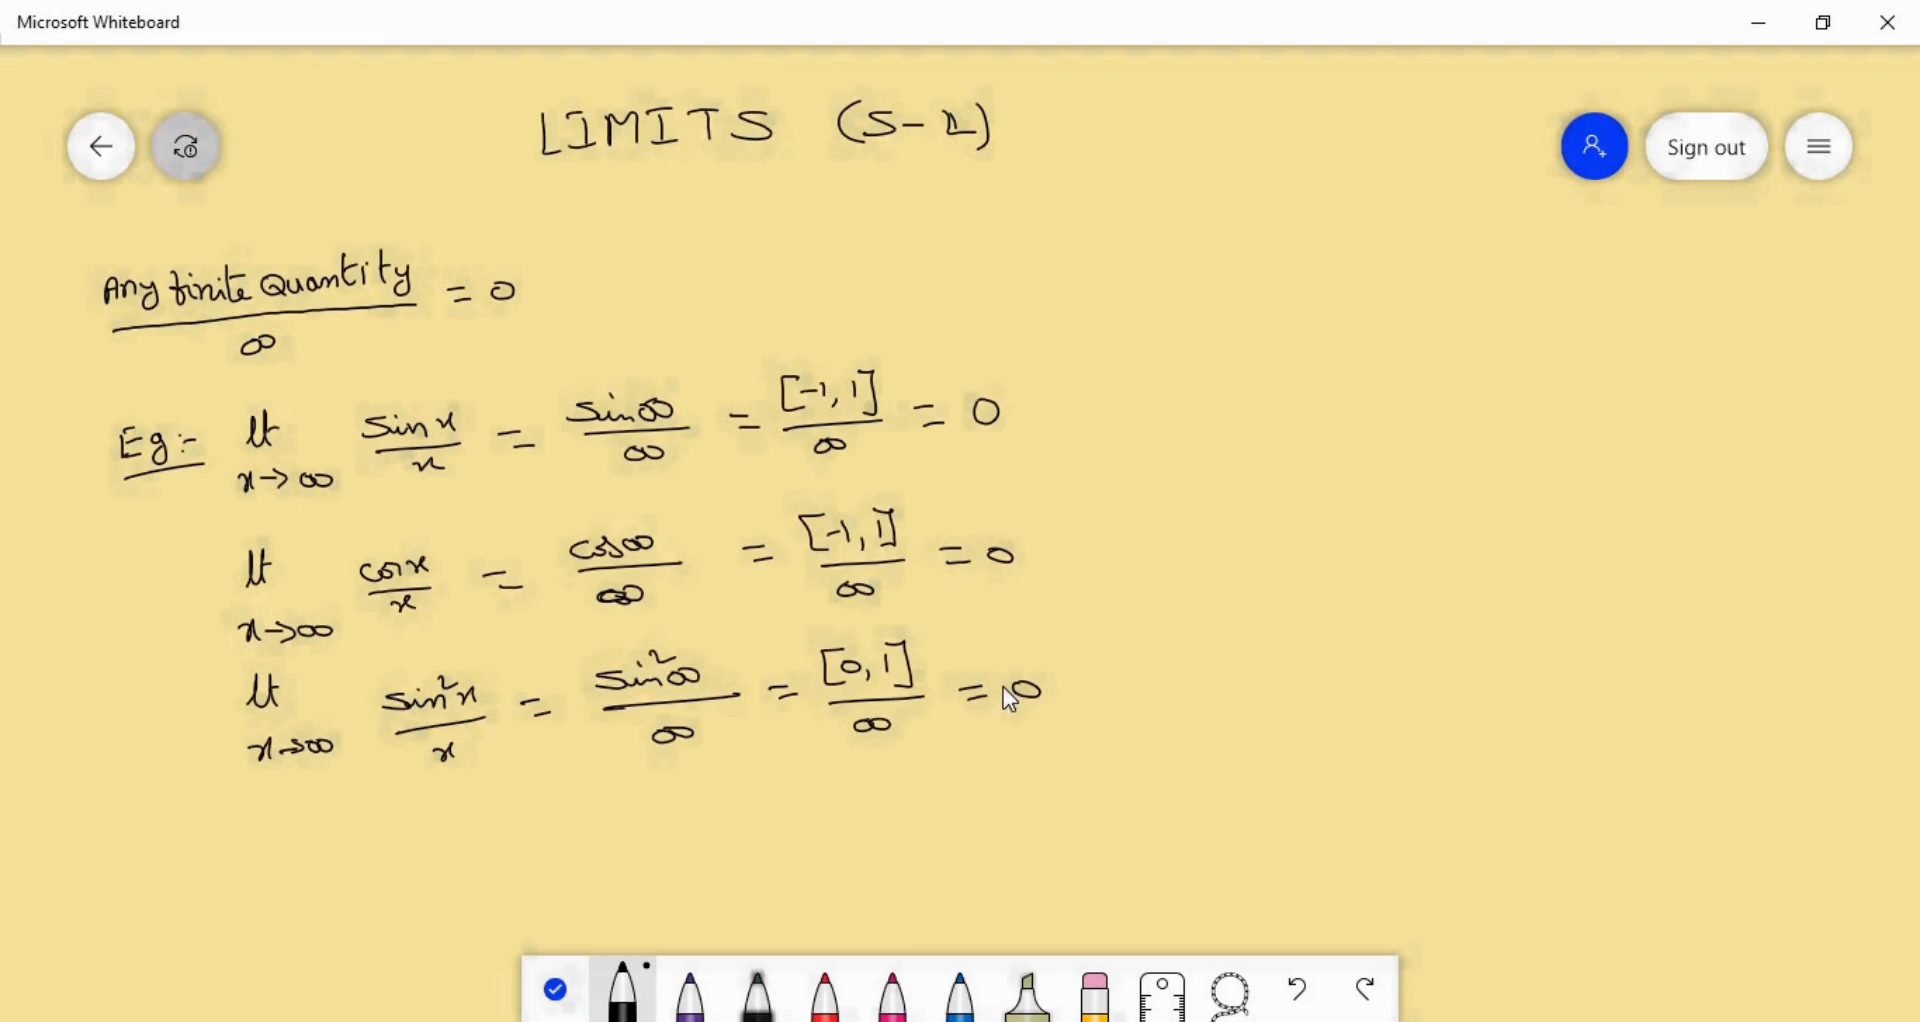 Microsoft Whiteboard
LIMITS (S-1)
Sign out
Any finite Quantity / ∞ = 0
Eg:- lt x→∞ sin x / x = sin ∞ / ∞ = [-1, 1] / ∞ = 0
lt x→∞ cos x / x = cos ∞ / ∞ = [-1, 1] / ∞ = 0
lt x→∞ sin²x / x = sin²∞ / ∞ = [0, 1] / ∞ = 0